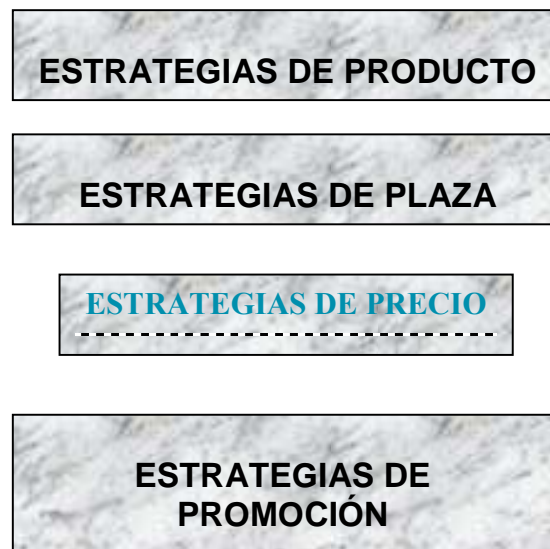 ESTRATEGIAS DE PRODUCTO
ESTRATEGIAS DE PLAZA
ESTRATEGIAS DE PRECIO
ESTRATEGIAS DE
PROMOCIÓN